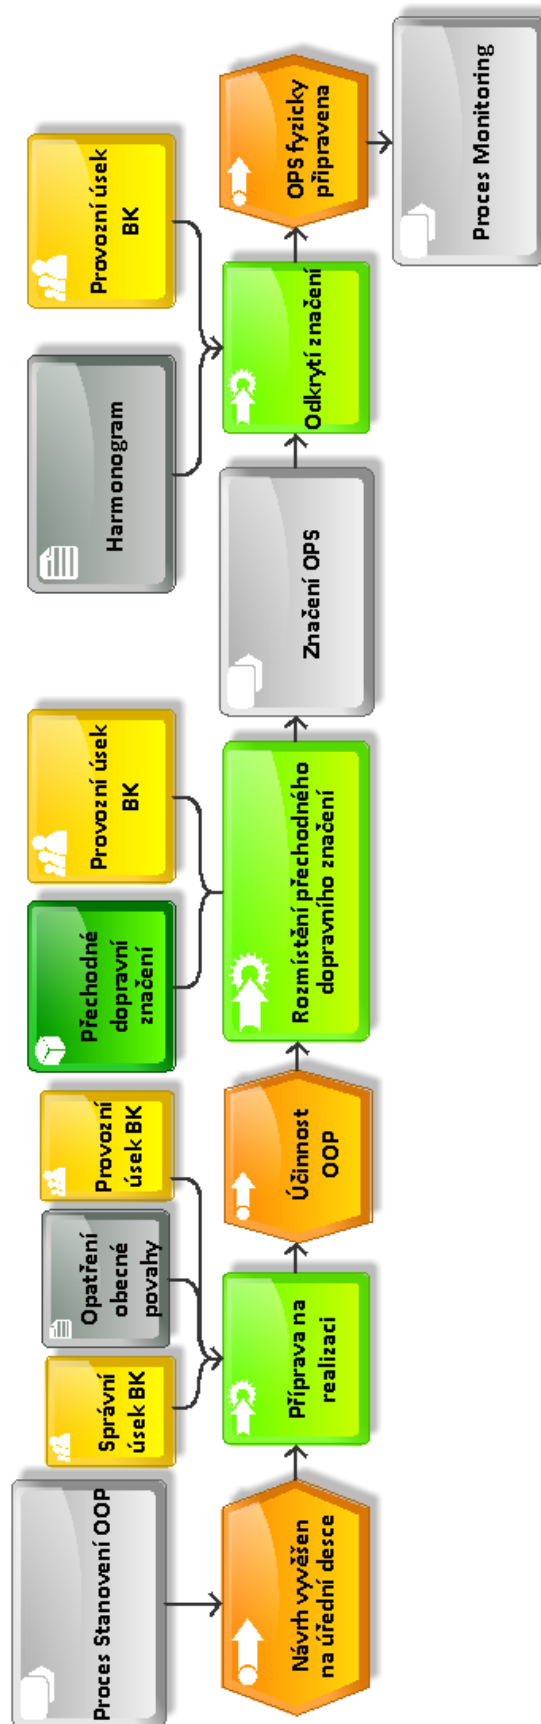 Proces Stanovení OOP
Správní
úsek BK
Opatření
obecné
povahy
Provozní
úsek BK
Přechodné
dopravní
značení
Provozní úsek
BK
Harmonogram
Provozní úsek
BK
Návrh vyvěšen
na úřední desce
Příprava na
realizaci
Účinnost
OOP
Rozmístění přechodného
dopravního značení
Značení OPS
Odkrytí značení
OPS fyzicky
připravena
Proces Monitoring